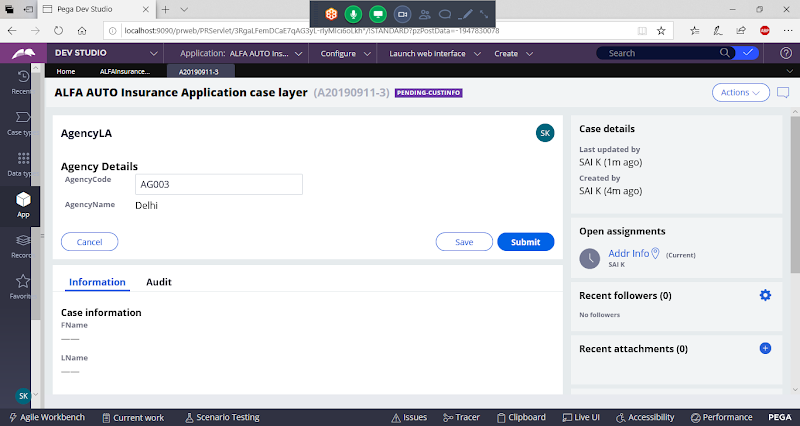 Pega Dev Studio
localhost:9090/prweb/PRServlet/3RgaLFemDCaE7qAG3yL-rIyMIci6oLkh*/!STANDARD?pzPostData=-1947830078
DEV STUDIO
Application: ALFA AUTO Ins...
Configure
Launch web interface
Create
Search
Home
ALFAInsurance...
A20190911-3
Recen
Case typ
Data typ
App
Record
Favorit
SK
ALFA AUTO Insurance Application case layer (A20190911-3) PENDING-CUSTINFO
Actions
AgencyLA
SK
Agency Details
AgencyCode AG003
AgencyName Delhi
Cancel
Save
Submit
Information
Audit
Case information
FName
——
LName
——
Case details
Last updated by
SAI K (1m ago)
Created by
SAI K (4m ago)
Open assignments
Addr Info (Current)
SAI K
Recent followers (0)
No followers
Recent attachments (0)
Agile Workbench
Current work
Scenario Testing
Issues
Tracer
Clipboard
Live UI
Accessibility
Performance
PEGA